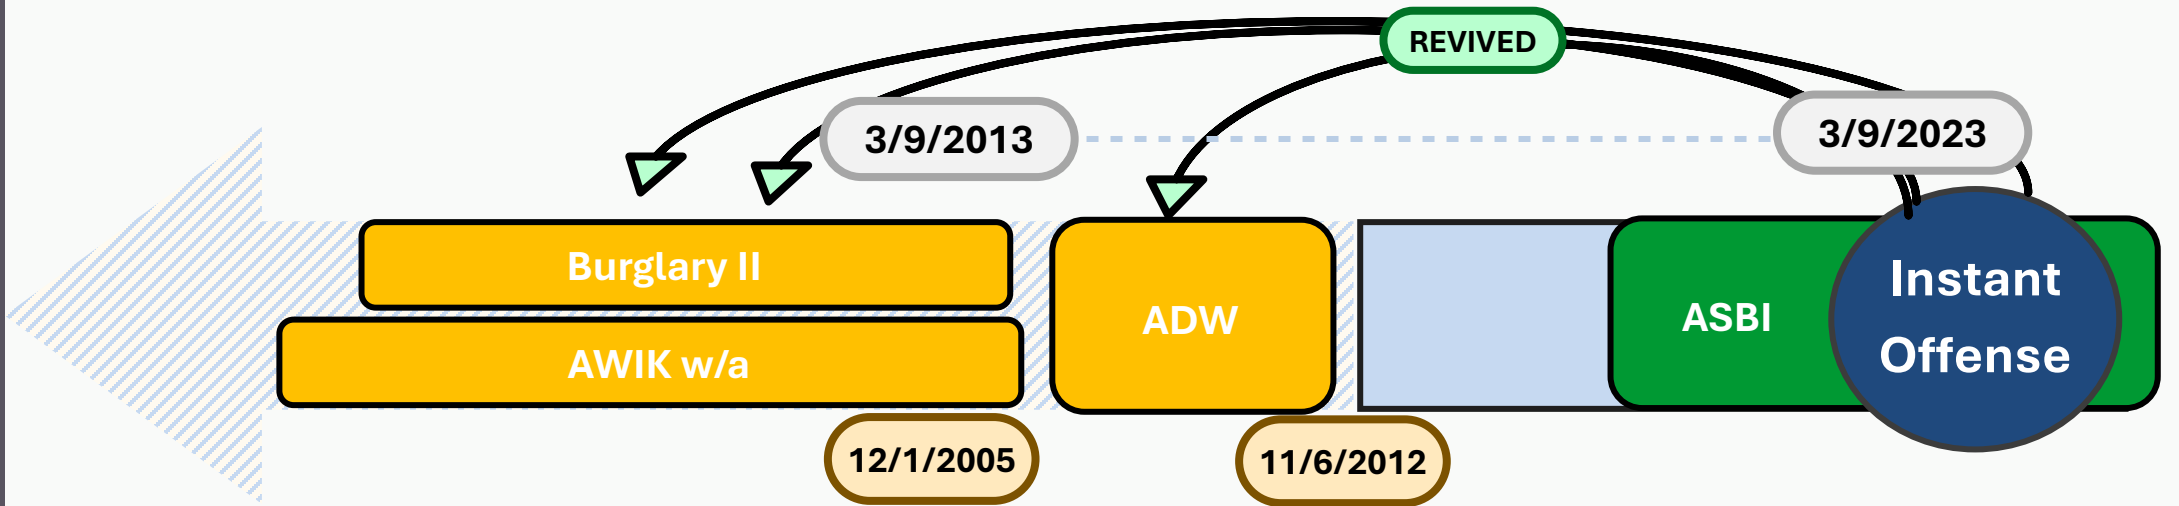 REVIVED
3/9/2013
3/9/2023
Burglary II
AWIK w/a
ADW
ASBI
Instant
Offense
12/1/2005
11/6/2012